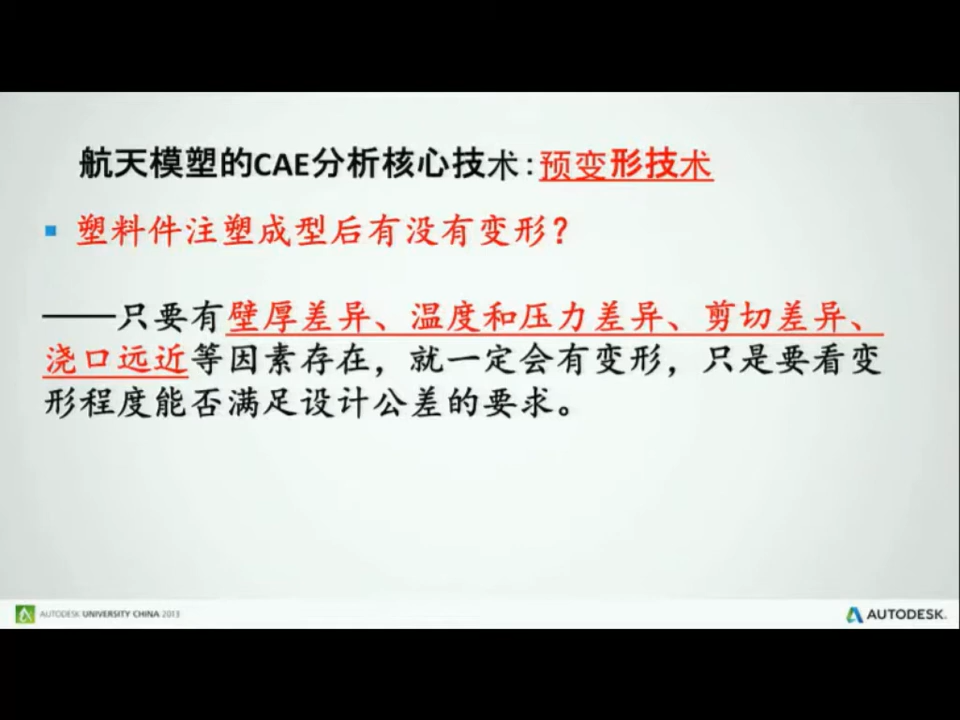 航天模塑的CAE分析核心技术:预变形技术
塑料件注塑成型后有没有变形？
——只要有壁厚差异、温度和压力差异、剪切差异、
浇口远近等因素存在，就一定会有变形，只是要看变
形程度能否满足设计公差的要求。
AUTODESK UNIVERSITY CHINA 2013
AUTODESK.